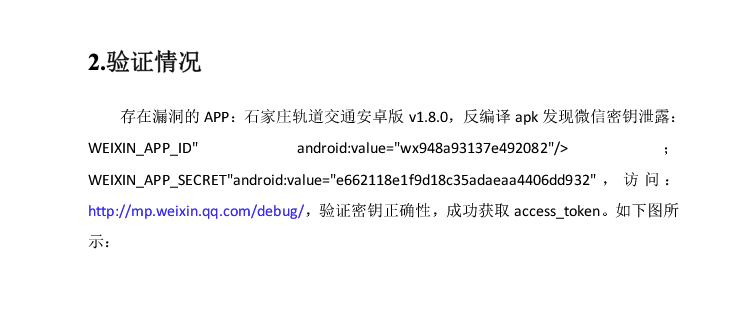 2.验证情况
存在漏洞的 APP：石家庄轨道交通安卓版 v1.8.0，反编译 apk 发现微信密钥泄露：
WEIXIN_APP_ID" android:value="wx948a93137e492082"/> ；
WEIXIN_APP_SECRET"android:value="e662118e1f9d18c35adaeaa4406dd932" ，访问：
http://mp.weixin.qq.com/debug/，验证密钥正确性，成功获取 access_token。如下图所
示：